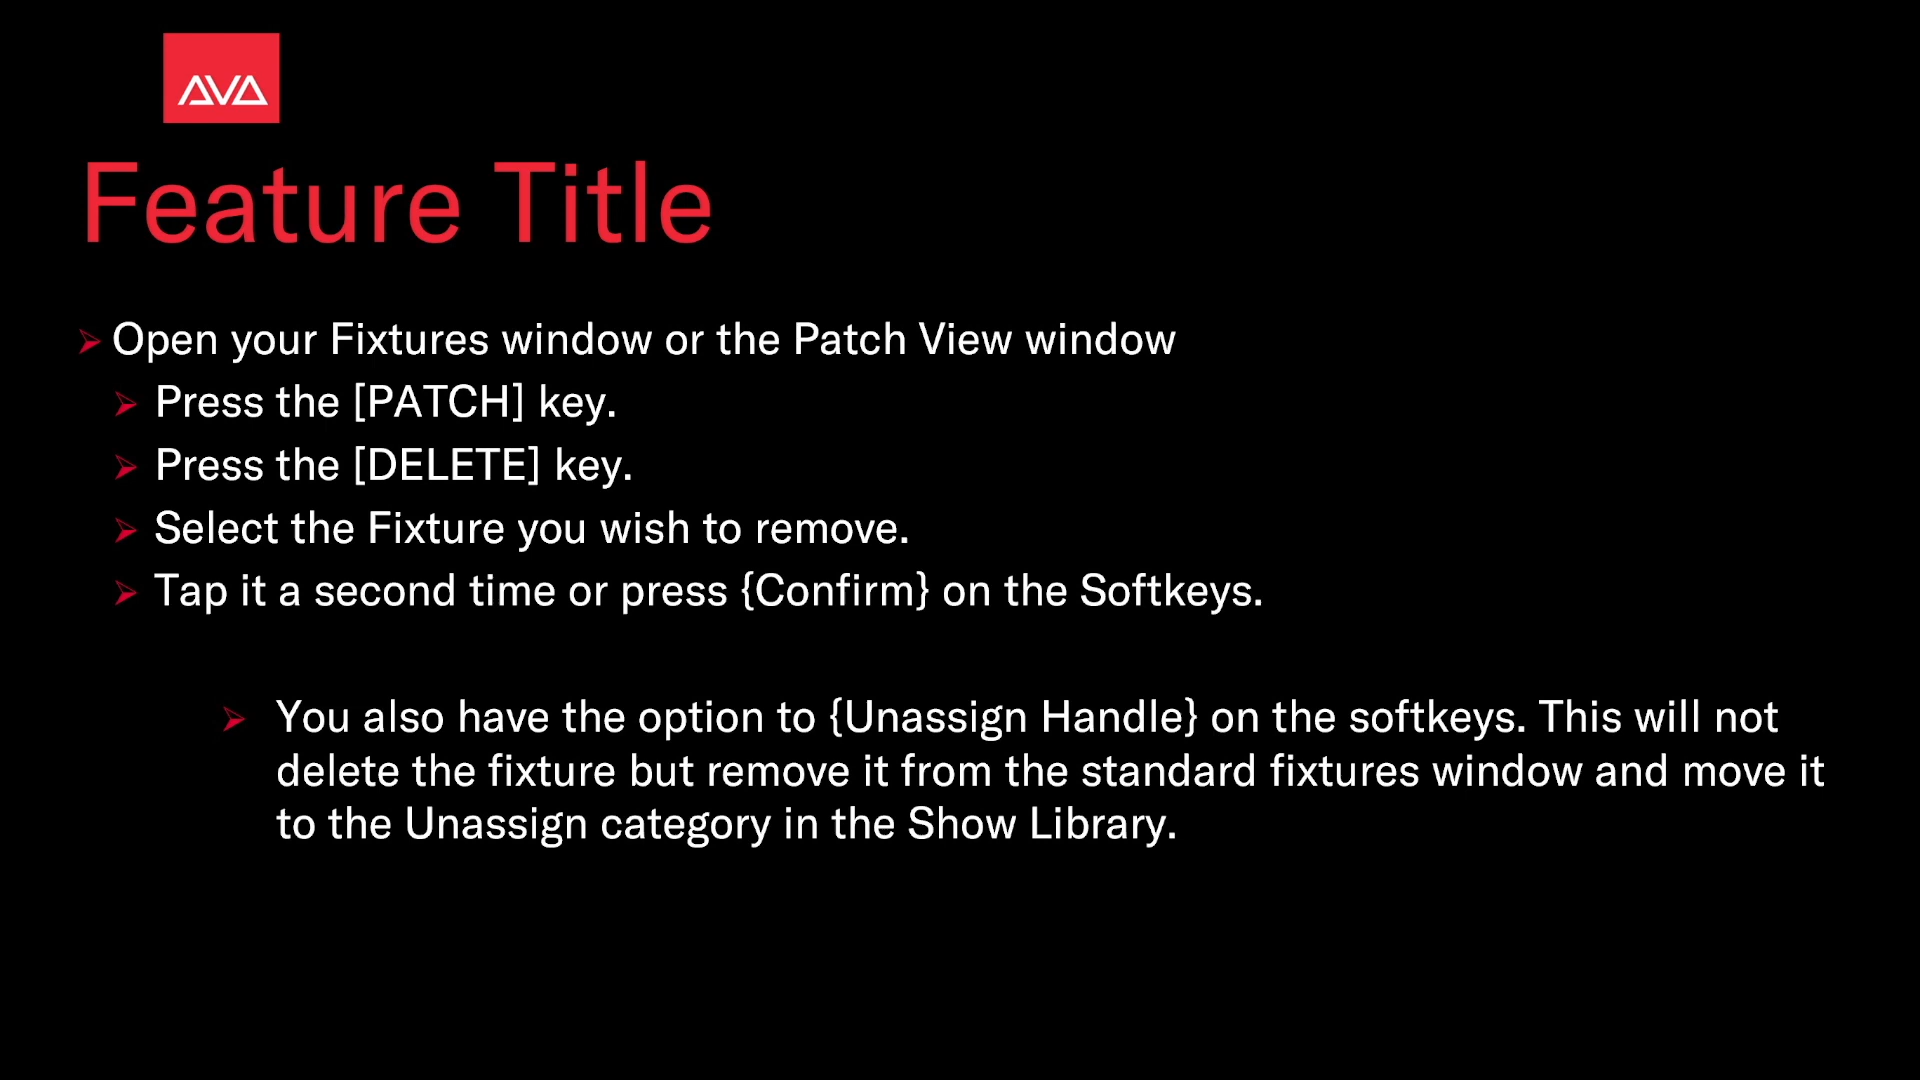 AVA
Feature Title
Open your Fixtures window or the Patch View window
Press the [PATCH] key.
Press the [DELETE] key.
Select the Fixture you wish to remove.
Tap it a second time or press {Confirm} on the Softkeys.
You also have the option to {Unassign Handle} on the softkeys. This will not
delete the fixture but remove it from the standard fixtures window and move it
to the Unassign category in the Show Library.